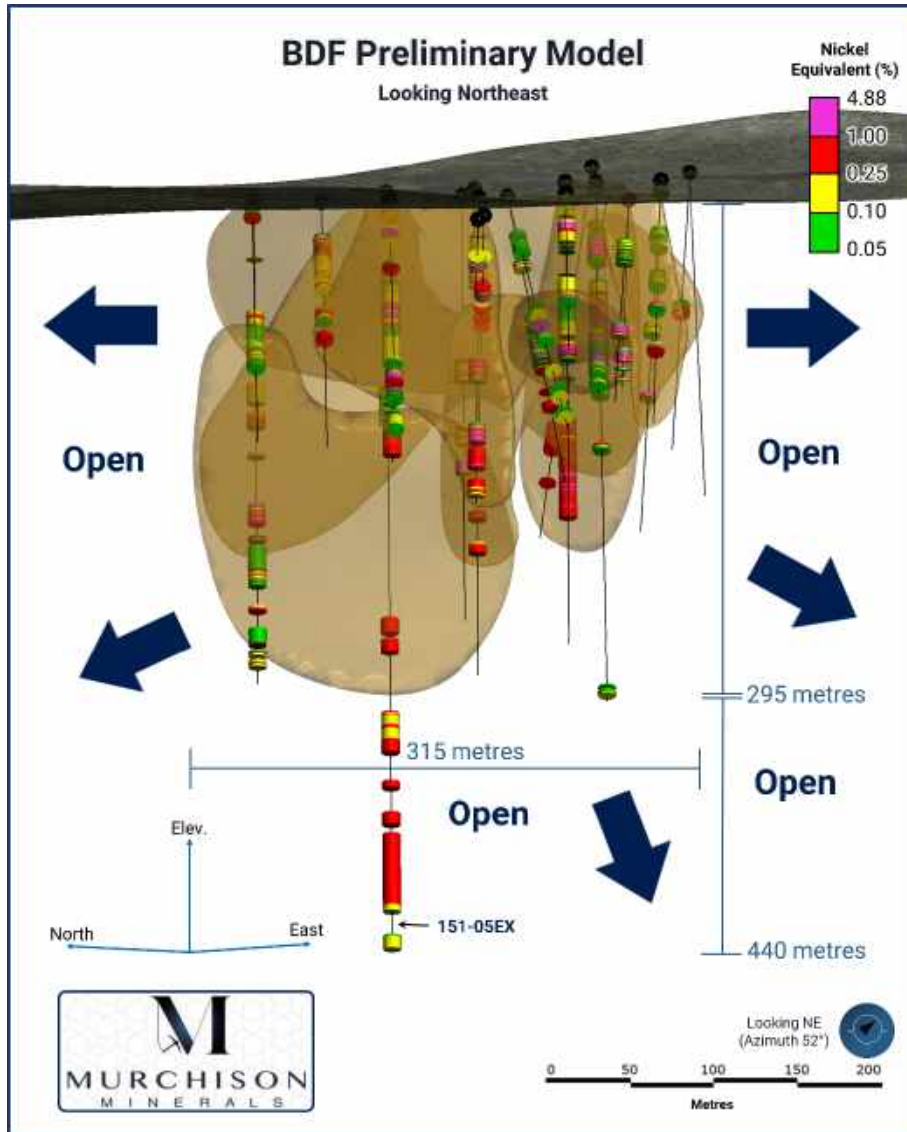 BDF Preliminary Model
Looking Northeast
Nickel
Equivalent (%)
4.88
1.00
0.25
0.10
0.05
Open
Open
295 metres
315 metres
Open
Open
Elev.
North
East
151-05EX
440 metres
M
MURCHISON
MINERALS
Looking NE
(Azimuth 52°)
0
50
100
150
200
Metres